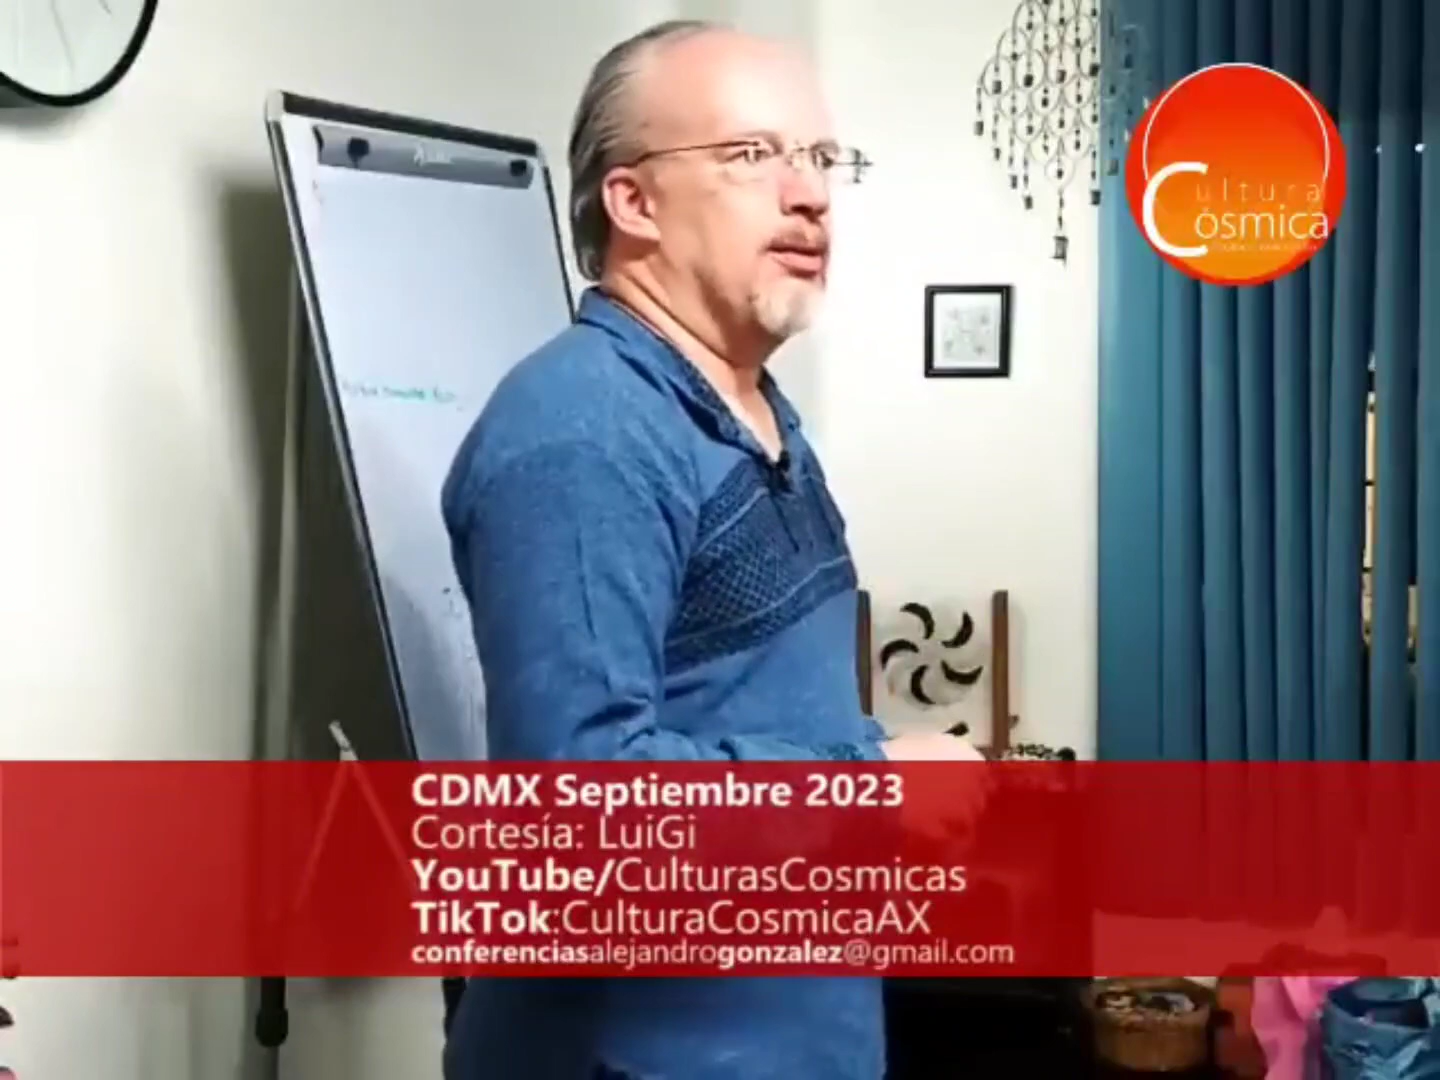 Cultura
Cósmica
CDMX Septiembre 2023
Cortesía: LuiGi
YouTube/CulturasCosmicas
TikTok:CulturaCosmicaAX
conferenciasalejandrogonzalez@gmail.com